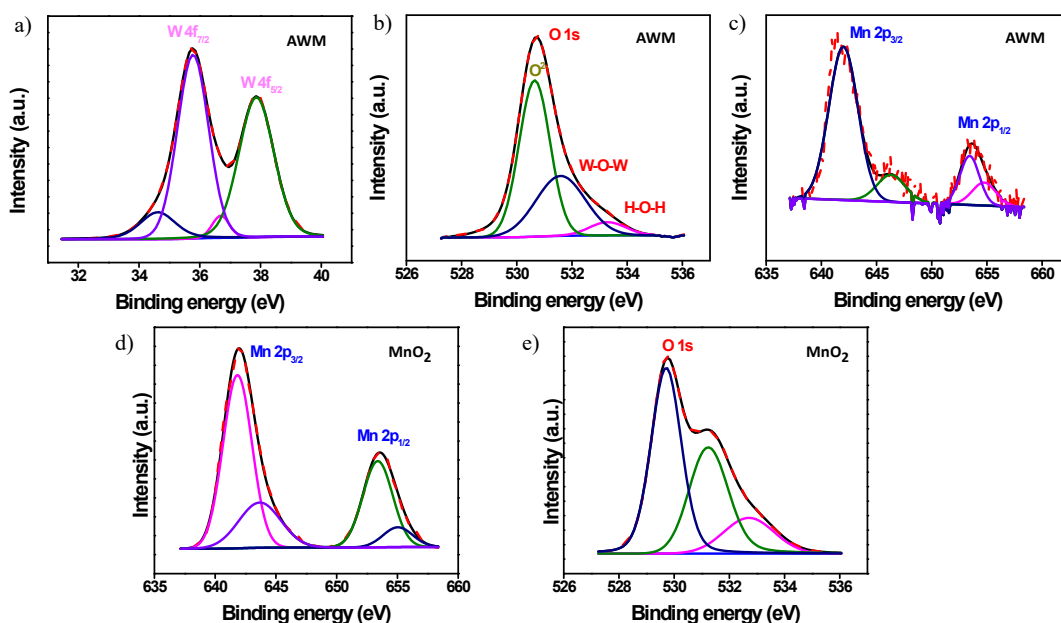 a)
W 4f7/2
AWM
W 4f5/2
Intensity (a.u.)
32 34 36 38 40
Binding energy (eV)
b)
O 1s
AWM
O2-
W-O-W
H-O-H
Intensity (a.u.)
526 528 530 532 534 536
Binding energy (eV)
c)
Mn 2p3/2
AWM
Mn 2p1/2
Intensity (a.u.)
635 640 645 650 655 660
Binding energy (eV)
d)
MnO2
Mn 2p3/2
Mn 2p1/2
Intensity (a.u.)
635 640 645 650 655 660
Binding energy (eV)
e)
O 1s
MnO2
Intensity (a.u.)
526 528 530 532 534 536
Binding energy (eV)